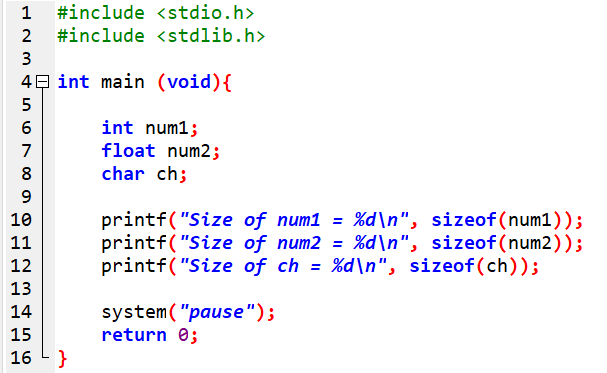 1 #include <stdio.h>
2 #include <stdlib.h>
3
4 int main (void){
5
6 int num1;
7 float num2;
8 char ch;
9
10 printf("Size of num1 = %d\n", sizeof(num1));
11 printf("Size of num2 = %d\n", sizeof(num2));
12 printf("Size of ch = %d\n", sizeof(ch));
13
14 system("pause");
15 return 0;
16 }